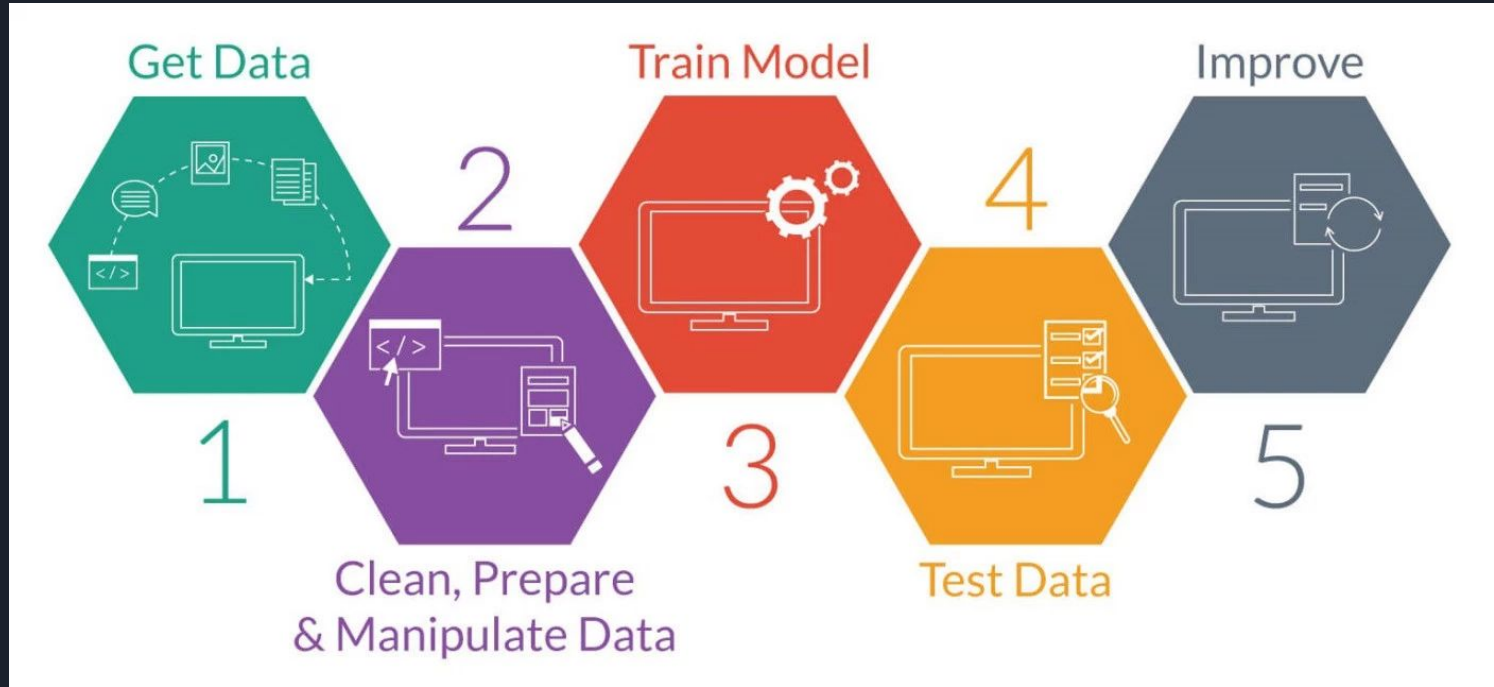 Get Data
1
</>
2
</>
Clean, Prepare
& Manipulate Data
Train Model
3
4
Test Data
Improve
5